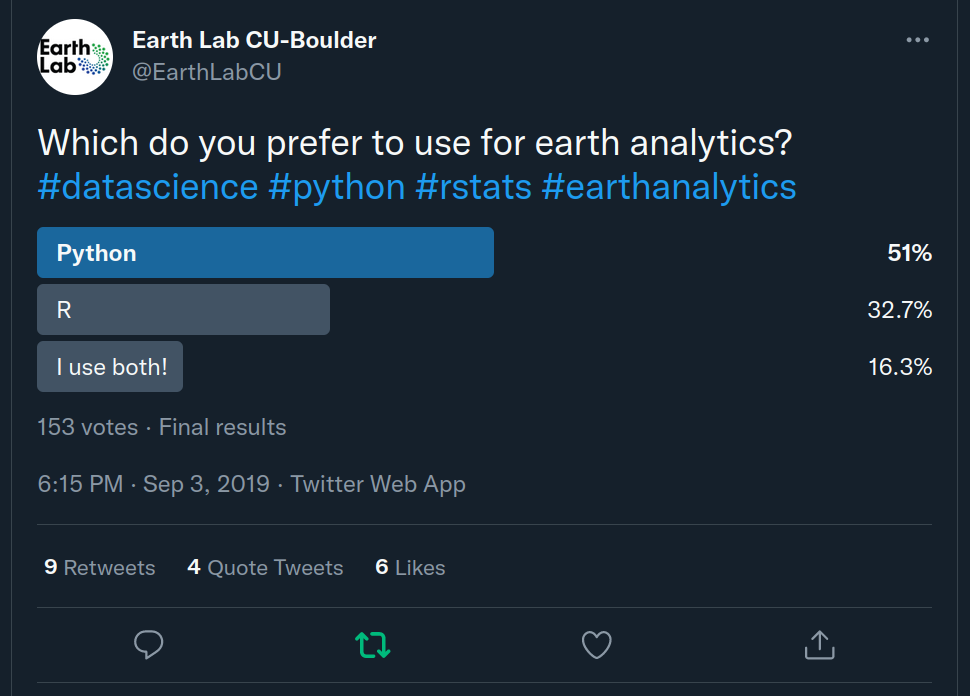 Earth
Lab
Earth Lab CU-Boulder
@EarthLabCU
Which do you prefer to use for earth analytics?
#datascience #python #rstats #earthanalytics
Python 51%
R 32.7%
I use both! 16.3%
153 votes · Final results
6:15 PM · Sep 3, 2019 · Twitter Web App
9 Retweets 4 Quote Tweets 6 Likes